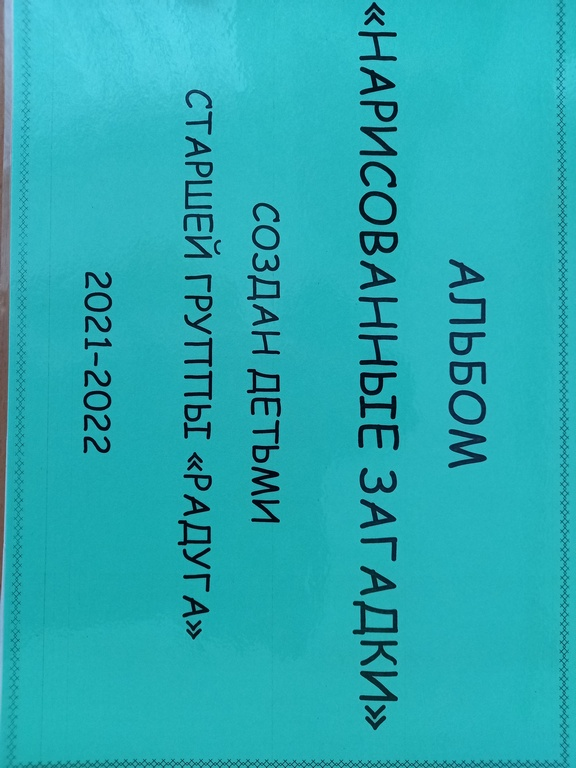 АЛЬБОМ
«НАРИСОВАННЫЕ ЗАГАДКИ»
СОЗДАН ДЕТЬМИ
СТАРШЕЙ ГРУППЫ «РАДУГА»
2021-2022